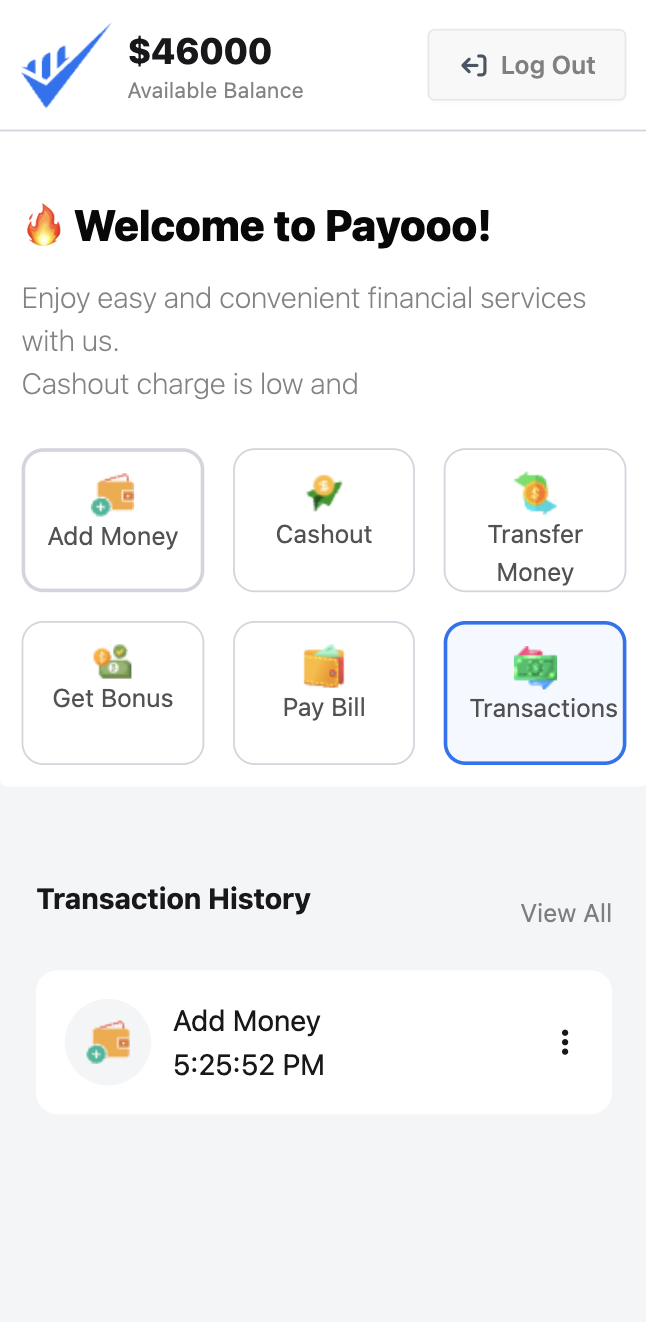 $46000
Available Balance
Log Out
Welcome to Payooo!
Enjoy easy and convenient financial services
with us.
Cashout charge is low and
Add Money
Cashout
Transfer
Money
Get Bonus
Pay Bill
Transactions
Transaction History
View All
Add Money
5:25:52 PM